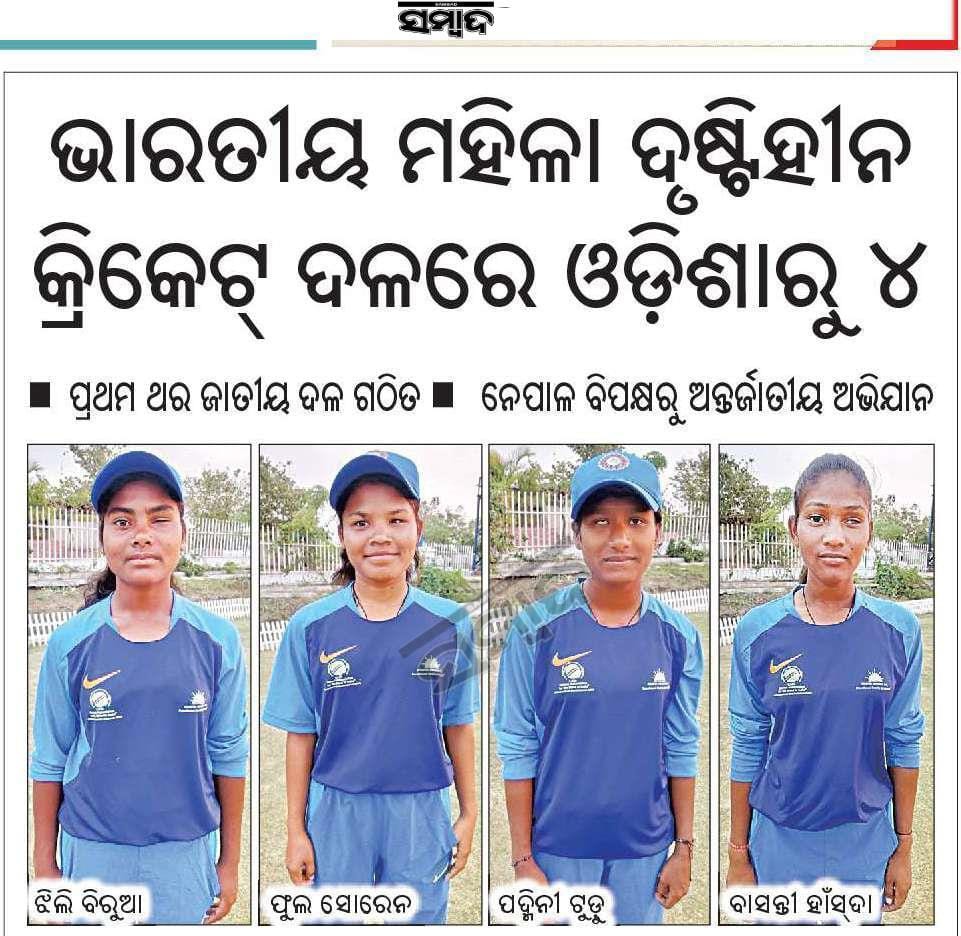 ସମ୍ବାଦ
ଭାରତୀୟ ମହିଳା ଦୃଷ୍ଟିହୀନ
କ୍ରିକେଟ୍ ଦଳରେ ଓଡ଼ିଶାରୁ ୪
■ ପ୍ରଥମ ଥର ଜାତୀୟ ଦଳ ଗଠିତ ■ ନେପାଳ ବିପକ୍ଷରୁ ଅନ୍ତର୍ଜାତୀୟ ଅଭିଯାନ
ଝିଲି ବିରୁଆ
ଫୁଲ ସୋରେନ
ପଦ୍ମିନୀ ଟୁଡୁ
ବାସନ୍ତୀ ହାଁସ୍‌ଦା